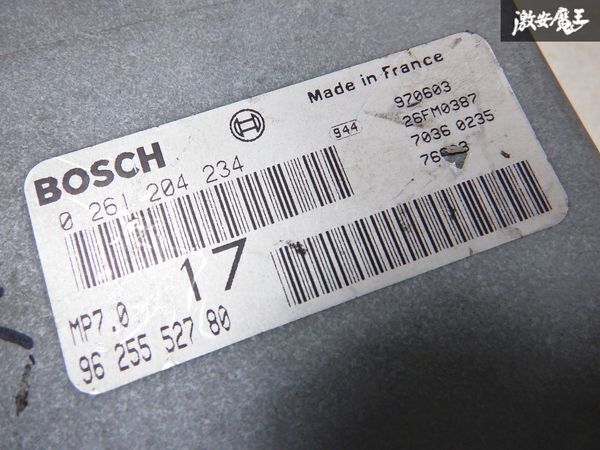 激安魔王
Made in France
BOSCH
944
920603
26FM0387
7036 0235
0 261 204 234
17
MP7.0
96 255 527 80